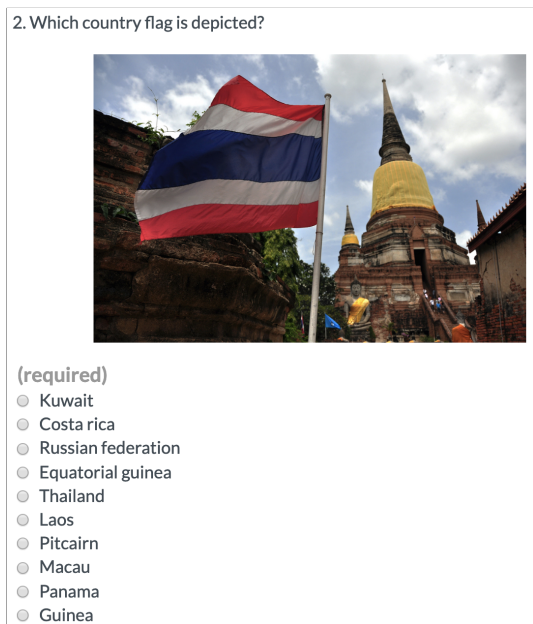 2. Which country flag is depicted?
(required)
Kuwait
Costa rica
Russian federation
Equatorial guinea
Thailand
Laos
Pitcairn
Macau
Panama
Guinea